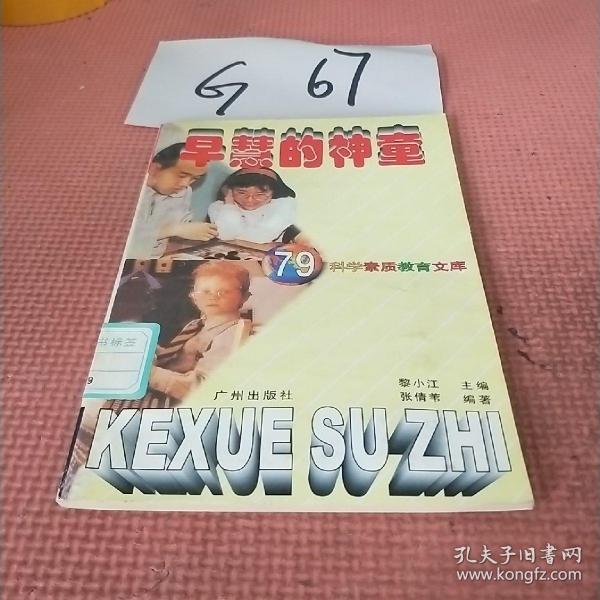 G 67
早慧的神童
79 科学素质教育文库
书标签
9
黎小江 主编
广州出版社
张倩苇 编著
KEXUE SU ZHI
孔夫子旧书网
www.kongfz.com